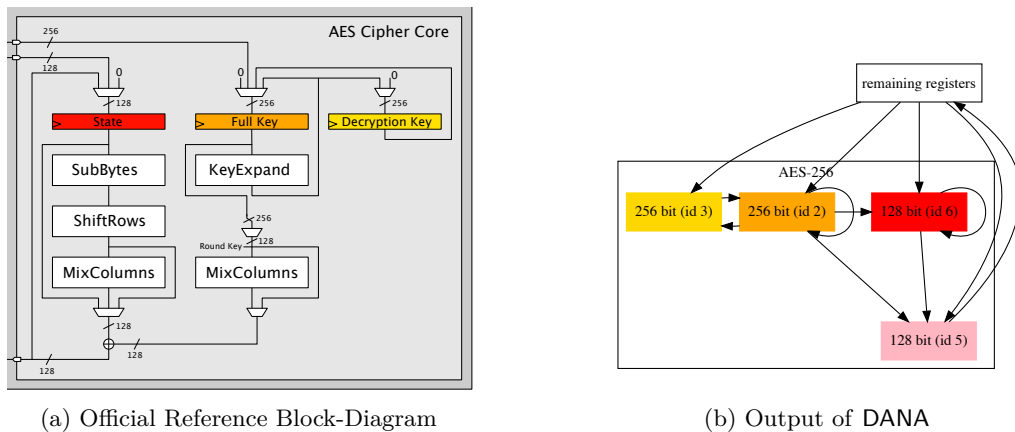 AES Cipher Core
256
128
0
0
0
128
256
256
State
Full Key
Decryption Key
SubBytes
KeyExpand
ShiftRows
256
128
Round Key
MixColumns
MixColumns
128
128
128
(a) Official Reference Block-Diagram
remaining registers
AES-256
256 bit (id 3)
256 bit (id 2)
128 bit (id 6)
128 bit (id 5)
(b) Output of DANA